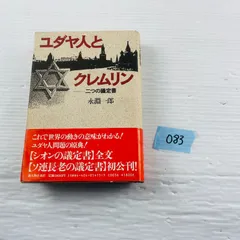 ユダヤ人と
クレムリン
二つの議定書
永淵一郎
これで世界の動きの意味がわかる!
ユダヤ人問題の原典!
【シオンの議定書】全文
【ソ連長老の議定書】初公刊!
083